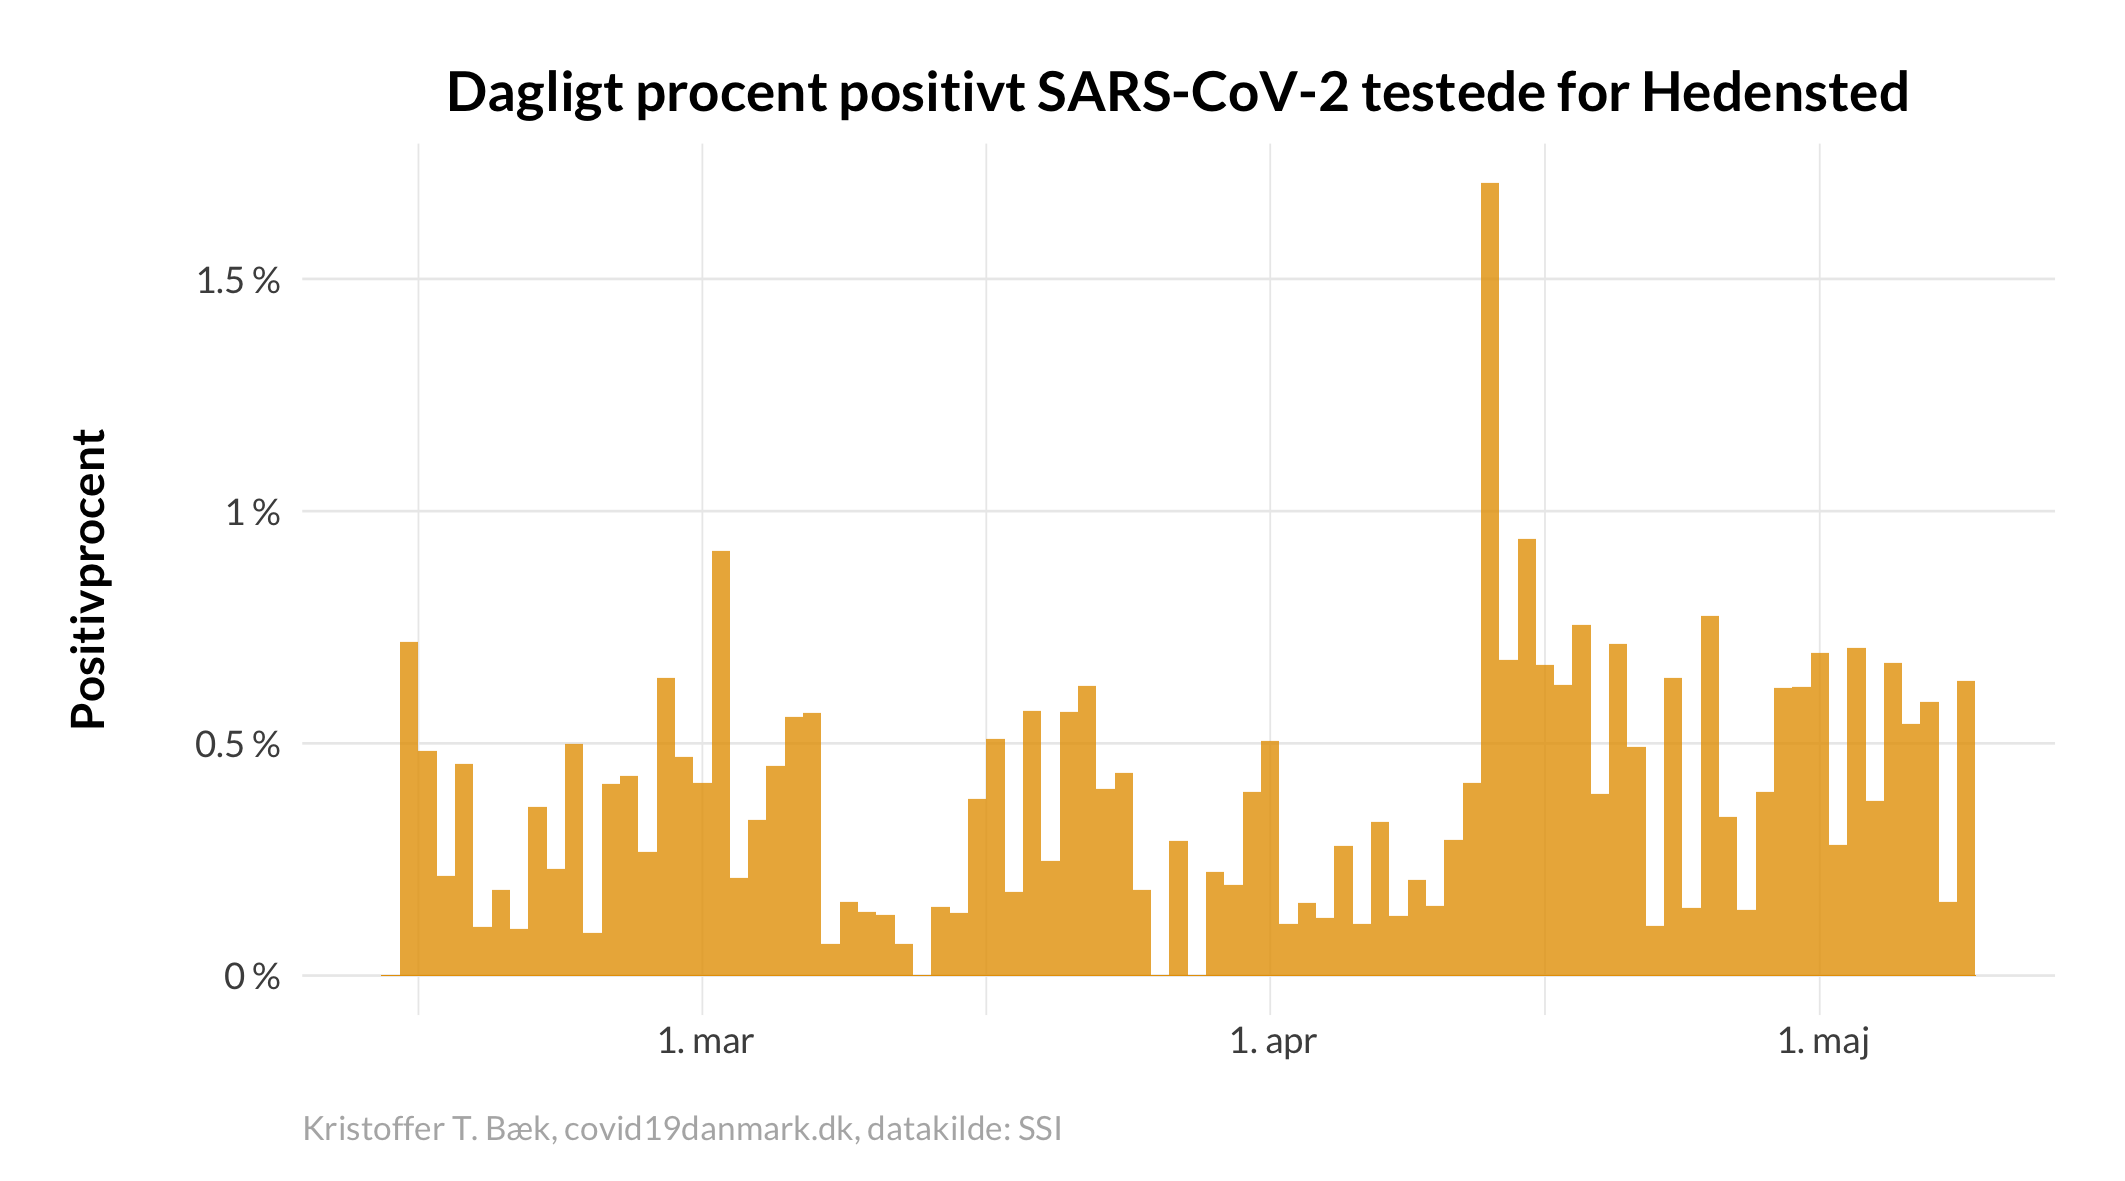 Dagligt procent positivt SARS-CoV-2 testede for Hedensted
Positivprocent
1.5 %
1 %
0.5 %
0 %
1. mar
1. apr
1. maj
Kristoffer T. Bæk, covid19danmark.dk, datakilde: SSI